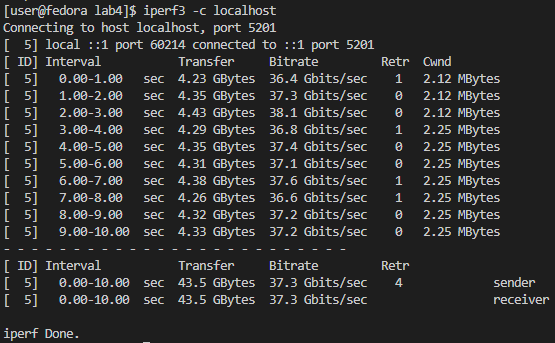 [user@fedora lab4]$ iperf3 -c localhost
Connecting to host localhost, port 5201
[  5] local ::1 port 60214 connected to ::1 port 5201
[ ID] Interval           Transfer     Bitrate         Retr  Cwnd
[  5]   0.00-1.00   sec  4.23 GBytes  36.4 Gbits/sec    1   2.12 MBytes
[  5]   1.00-2.00   sec  4.35 GBytes  37.3 Gbits/sec    0   2.12 MBytes
[  5]   2.00-3.00   sec  4.43 GBytes  38.1 Gbits/sec    0   2.12 MBytes
[  5]   3.00-4.00   sec  4.29 GBytes  36.8 Gbits/sec    1   2.25 MBytes
[  5]   4.00-5.00   sec  4.35 GBytes  37.4 Gbits/sec    0   2.25 MBytes
[  5]   5.00-6.00   sec  4.31 GBytes  37.1 Gbits/sec    0   2.25 MBytes
[  5]   6.00-7.00   sec  4.38 GBytes  37.6 Gbits/sec    1   2.25 MBytes
[  5]   7.00-8.00   sec  4.26 GBytes  36.6 Gbits/sec    1   2.25 MBytes
[  5]   8.00-9.00   sec  4.32 GBytes  37.2 Gbits/sec    0   2.25 MBytes
[  5]   9.00-10.00  sec  4.33 GBytes  37.2 Gbits/sec    0   2.25 MBytes
- - - - - - - - - - - - - - - - - - - - - - - - -
[ ID] Interval           Transfer     Bitrate         Retr
[  5]   0.00-10.00  sec  43.5 GBytes  37.3 Gbits/sec    4             sender
[  5]   0.00-10.00  sec  43.5 GBytes  37.3 Gbits/sec                  receiver

iperf Done.